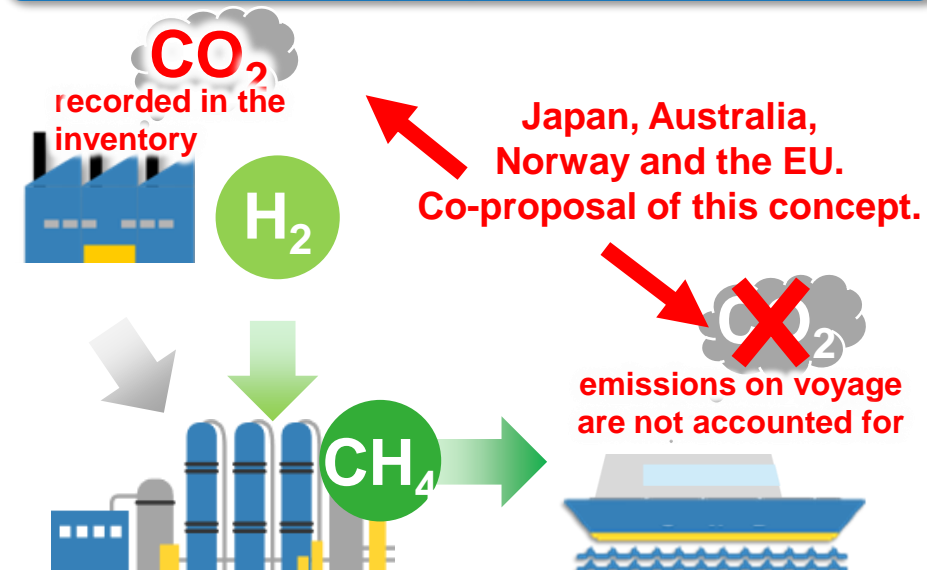 CO₂
recorded in the
inventory
Japan, Australia,
Norway and the EU.
Co-proposal of this concept.
H₂
CO₂
emissions on voyage
are not accounted for
CH₄